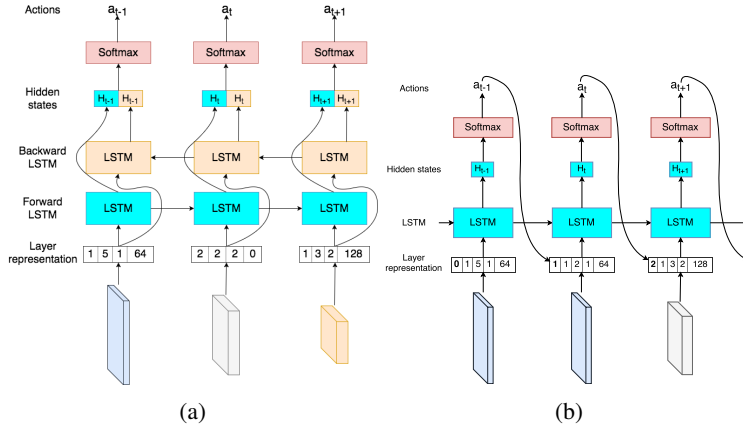 Actions a_{t-1} a_t a_{t+1}
Softmax Softmax Softmax
Hidden states H_{t-1} H_{t-1} H_t H_t H_{t+1} H_{t+1}
Backward LSTM LSTM LSTM LSTM
Forward LSTM LSTM LSTM LSTM
Layer representation 1 5 1 64 2 2 2 0 1 3 2 128
(a)
Actions a_{t-1} a_t a_{t+1}
Softmax Softmax Softmax
Hidden states H_{t-1} H_t H_{t+1}
LSTM LSTM LSTM LSTM
Layer representation 0 1 5 1 64 1 1 2 1 64 2 1 3 2 128
(b)